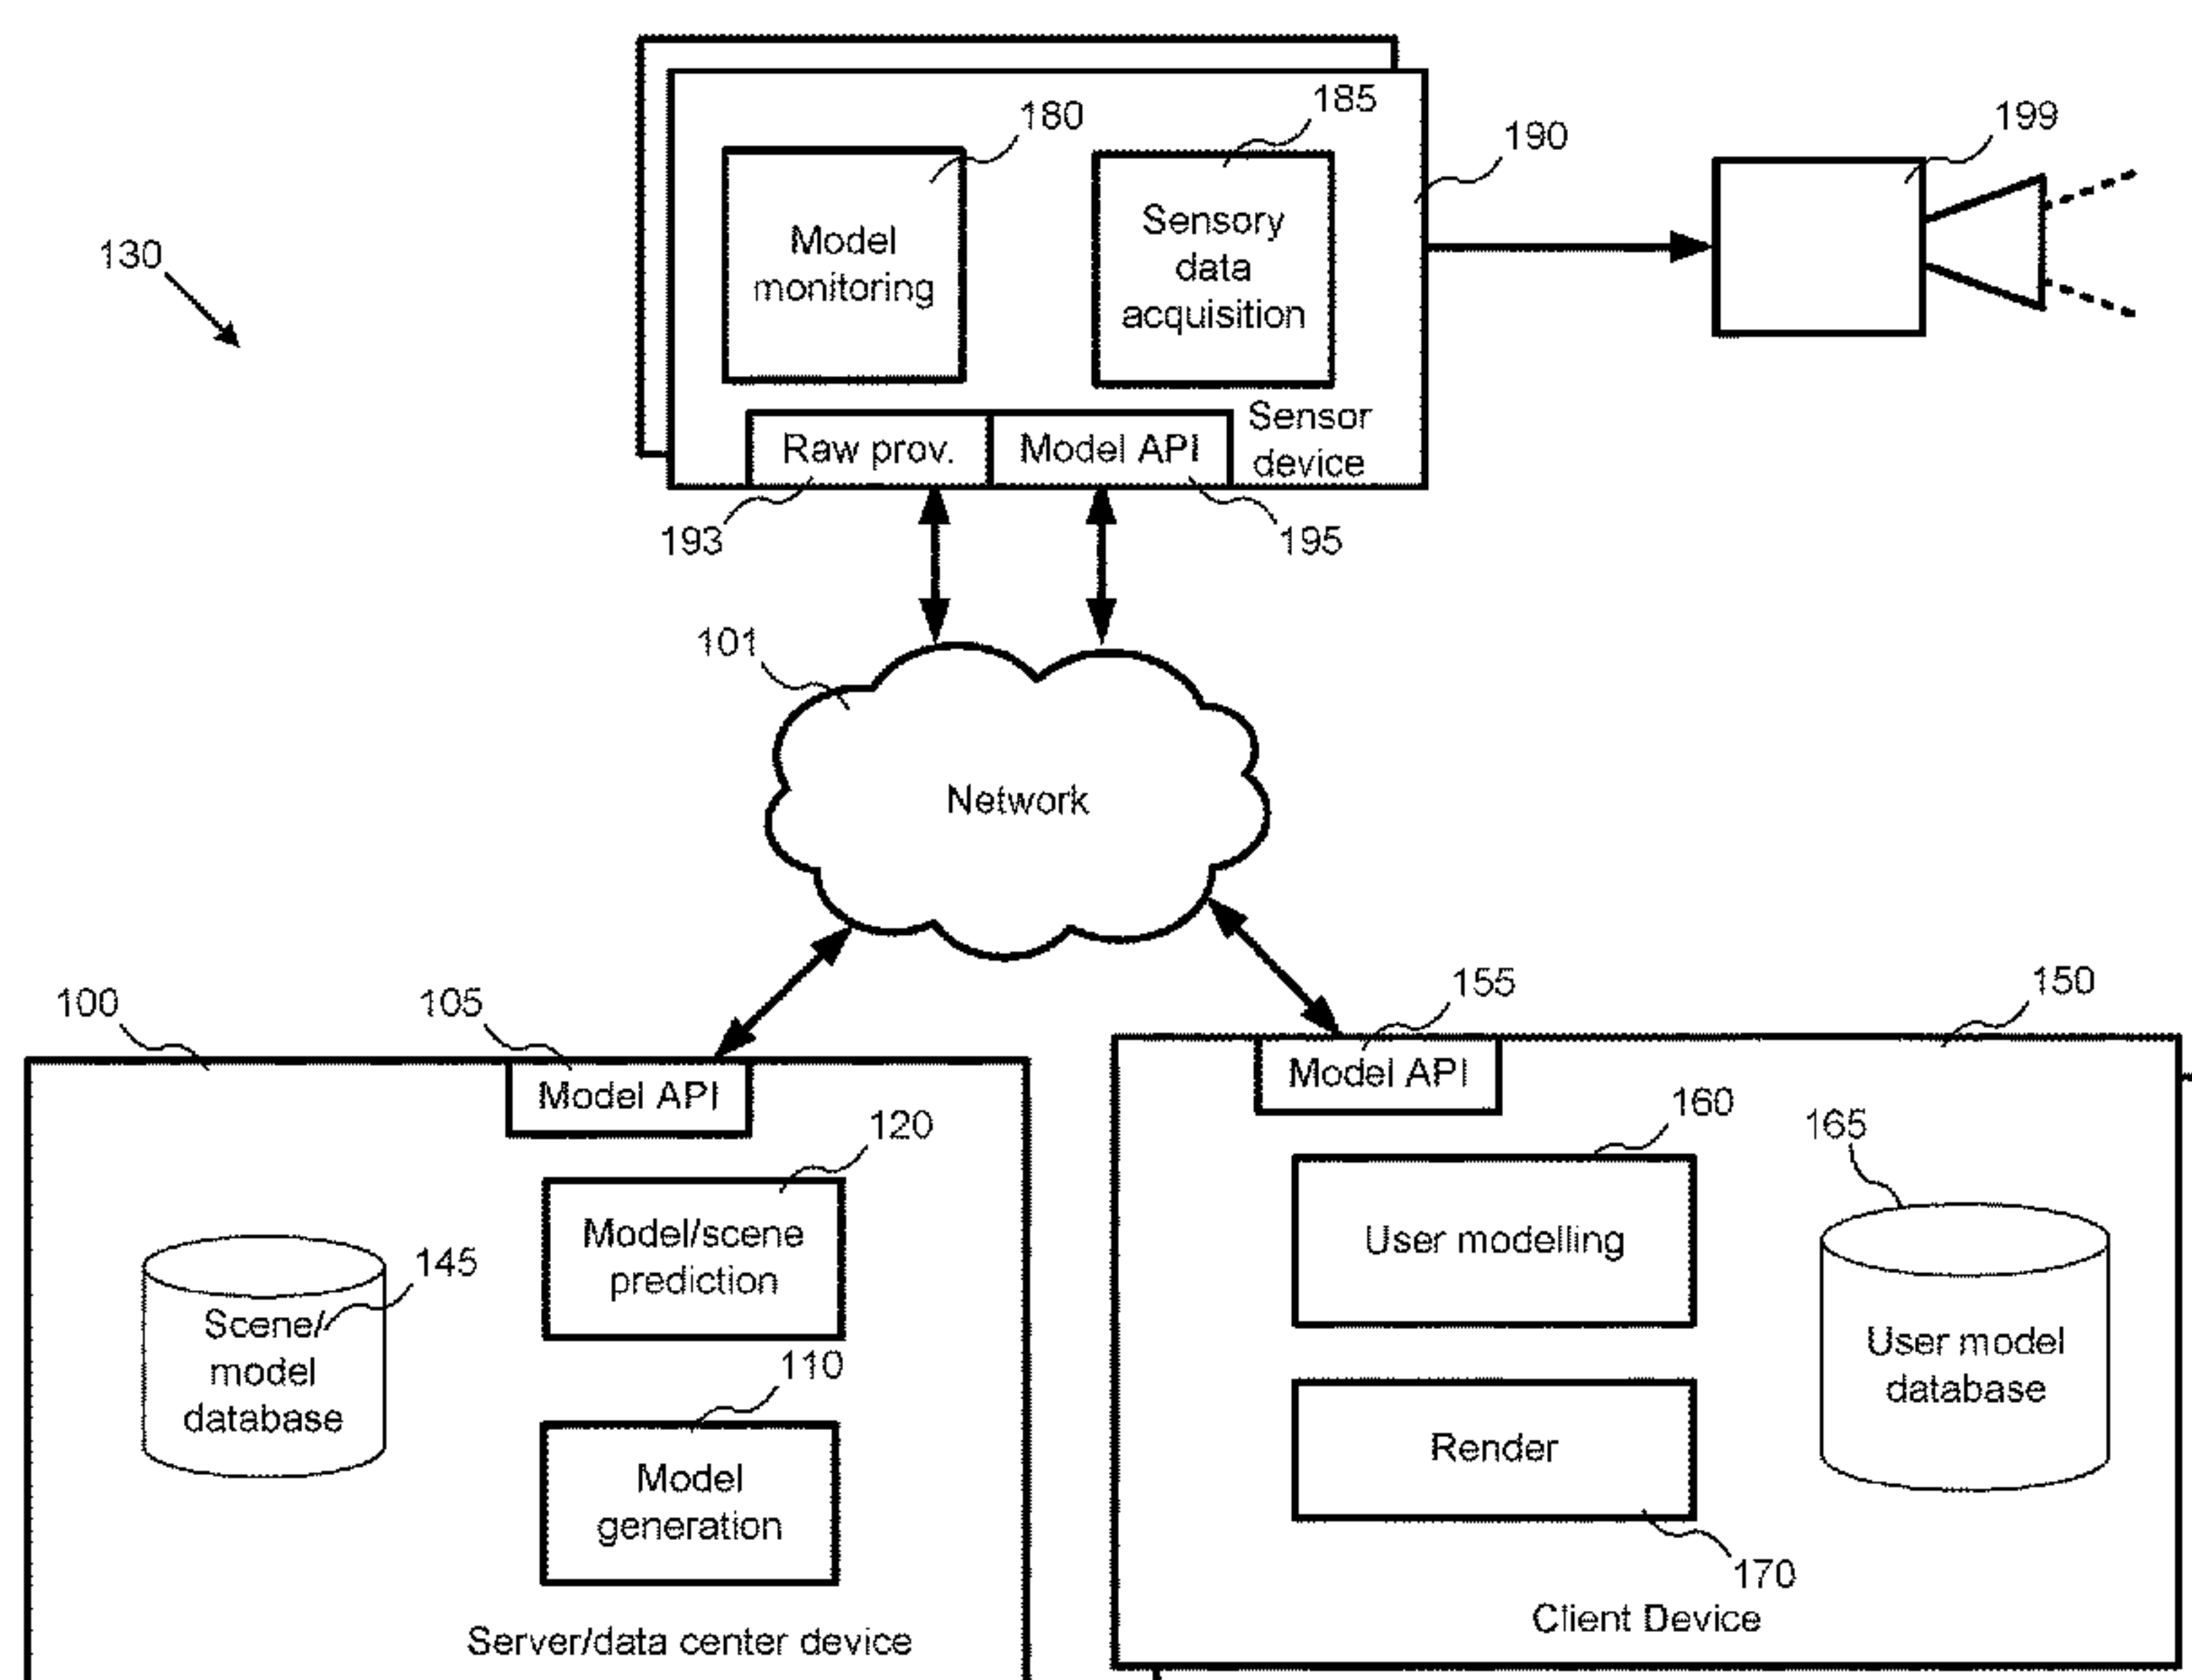 180
185
190
199
130
Model
monitoring
Sensory
data
acquisition
Raw prov.
Model API
Sensor
device
193
195
101
Network
100
105
Model API
120
Model/scene
prediction
145
Scene/
model
database
110
Model
generation
Server/data center device
155
150
Model API
160
165
User modelling
User model
database
Render
170
Client Device